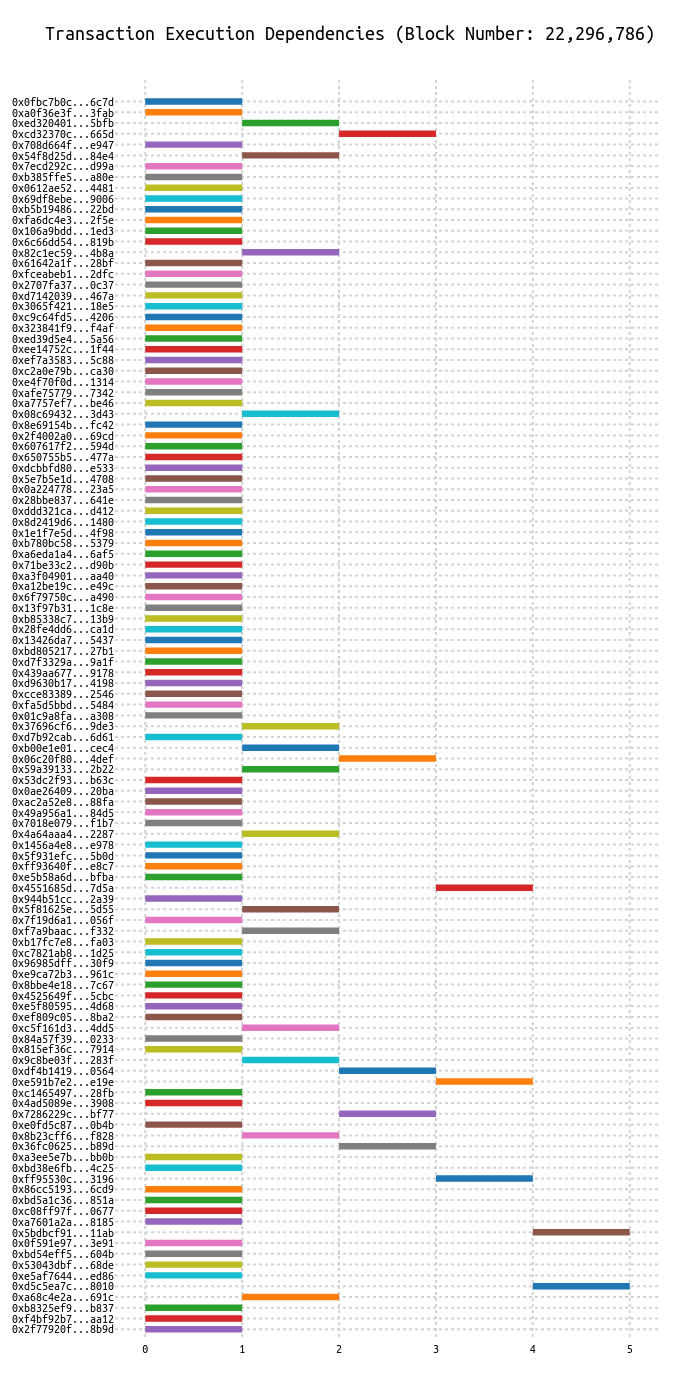 Transaction Execution Dependencies (Block Number: 22,296,786)
0x0fbc7b0c...6c7d
0xa0f36e3f...3fab
0xed320401...5bfb
0xcd32370c...665d
0x708d664f...e947
0x54f8d25d...84e4
0x7ecd292c...d99a
0xb385ffe5...a80e
0x0612ae52...4481
0x69df8ebe...9006
0xb5b19486...22bd
0xfa6dc4e3...2f5e
0x106a9bdd...1ed3
0x6c66dd54...819b
0x82c1ec59...4b8a
0x61642a1f...28bf
0xfceabeb1...2dfc
0x2707fa37...0c37
0xd7142039...467a
0x3065f421...18e5
0xc9c64fd5...4206
0x323841f9...f4af
0xed39d5e4...5a56
0xee14752c...1f44
0xef7a3583...5c88
0xc2a0e79b...ca30
0xe4f70f0d...1314
0xafe75779...7342
0xa7757ef7...be46
0x08c69432...3d43
0x8e69154b...fc42
0x2f4002a0...69cd
0x607617f2...594d
0x650755b5...477a
0xdcbbfd80...e533
0x5e7b5e1d...4708
0x0a224778...23a5
0x28bbe837...641e
0xddd321ca...d412
0x8d2419d6...1480
0x1e1f7e5d...4f98
0xb780bc58...5379
0xa6eda1a4...6af5
0x71be33c2...d90b
0xa3f04901...aa40
0xa12be19c...e49c
0x6f79750c...a490
0x13f97b31...1c8e
0xb85338c7...13b9
0x28fe4dd6...ca1d
0x13426da7...5437
0xbd805217...27b1
0xd7f3329a...9a1f
0x439aa677...9178
0xd9630b17...4198
0xcce83389...2546
0xfa5d5bbd...5484
0x01c9a8fa...a308
0x37696cf6...9de3
0xd7b92cab...6d61
0xb00e1e01...cec4
0x06c20f80...4def
0x59a39133...2b22
0x53dc2f93...b63c
0x0ae26409...20ba
0xac2a52e8...88fa
0x49a956a1...84d5
0x7018e079...f1b7
0x4a64aaa4...2287
0x1456a4e8...e978
0x5f931efc...5b0d
0xff93640f...e8c7
0xe5b58a6d...bfba
0x4551685d...7d5a
0x944b51cc...2a39
0x5f81625e...5d55
0x7f19d6a1...056f
0xf7a9baac...f332
0xb17fc7e8...fa03
0xc7821ab8...1d25
0x96985dff...30f9
0xe9ca72b3...961c
0x8bbe4e18...7c67
0x4525649f...5cbc
0xe5f80595...4d68
0xef809c05...8ba2
0xc5f161d3...4dd5
0x84a57f39...0233
0x815ef36c...7914
0x9c8be03f...283f
0xdf4b1419...0564
0xe591b7e2...e19e
0xc1465497...28fb
0x4ad5089e...3908
0x7286229c...bf77
0xe0fd5c87...0b4b
0x8b23cff6...f828
0x36fc0625...b89d
0xa3ee5e7b...bb0b
0xbd38e6fb...4c25
0xff95530c...3196
0x86cc5193...6cd9
0xbd5a1c36...851a
0xc08ff97f...0677
0xa7601a2a...8185
0x5bdbcf91...11ab
0x0f591e97...3e91
0xbd54eff5...604b
0x53043dbf...68de
0xe5af7644...ed86
0xd5c5ea7c...8010
0xa68c4e2a...691c
0xb8325ef9...b837
0xf4bf92b7...aa12
0x2f77920f...8b9d
0 1 2 3 4 5